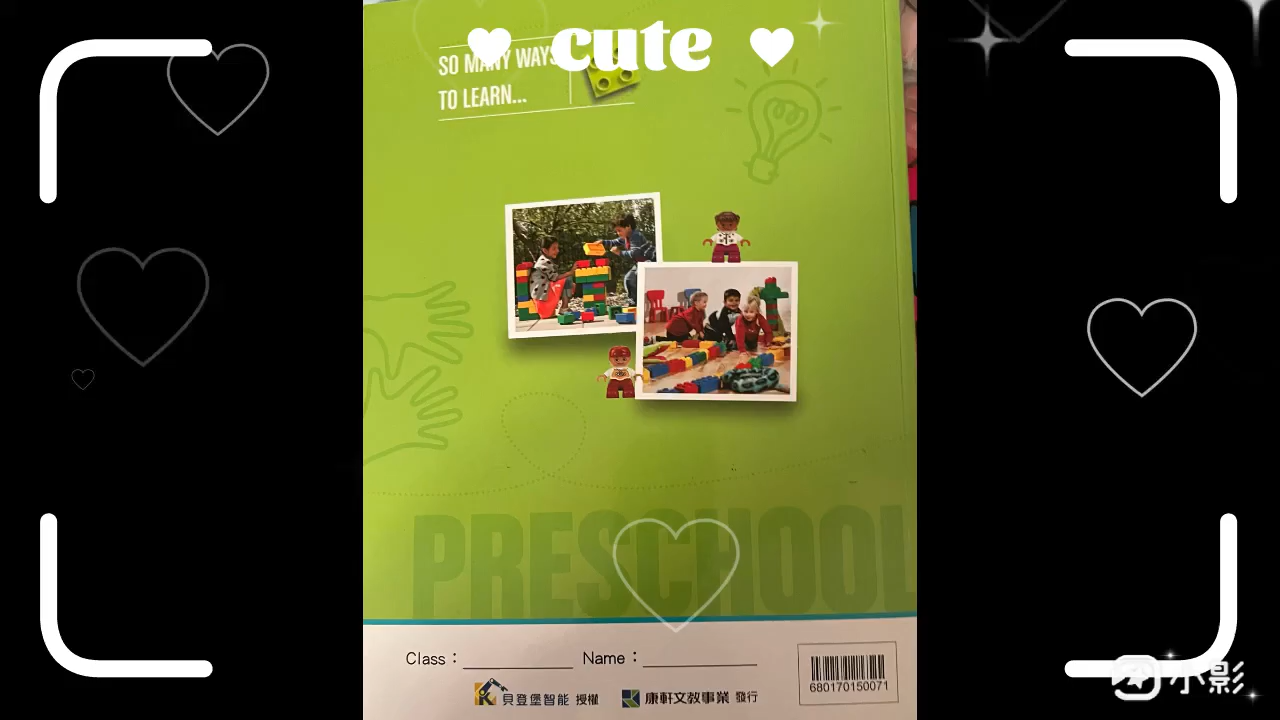 cute
SO MANY WAYS
TO LEARN...
PRESCHOOL
Class：
Name：
680170150071
貝登堡智能 授權
康軒文教事業 發行
小影